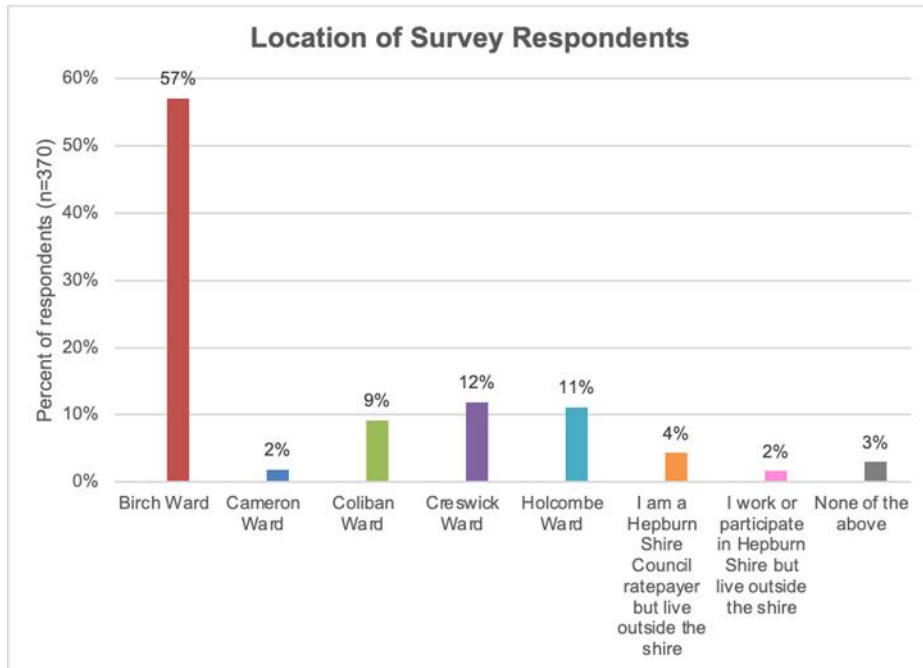 Location of Survey Respondents
Percent of respondents (n=370)
60%
50%
40%
30%
20%
10%
0%
57%
2%
9%
12%
11%
4%
2%
3%
Birch Ward
Cameron
Ward
Coliban
Ward
Creswick
Ward
Holcombe
Ward
I am a
Hepburn
Shire
Council
ratepayer
but live
outside the
shire
I work or
participate
in Hepburn
Shire but
live outside
the shire
None of the
above